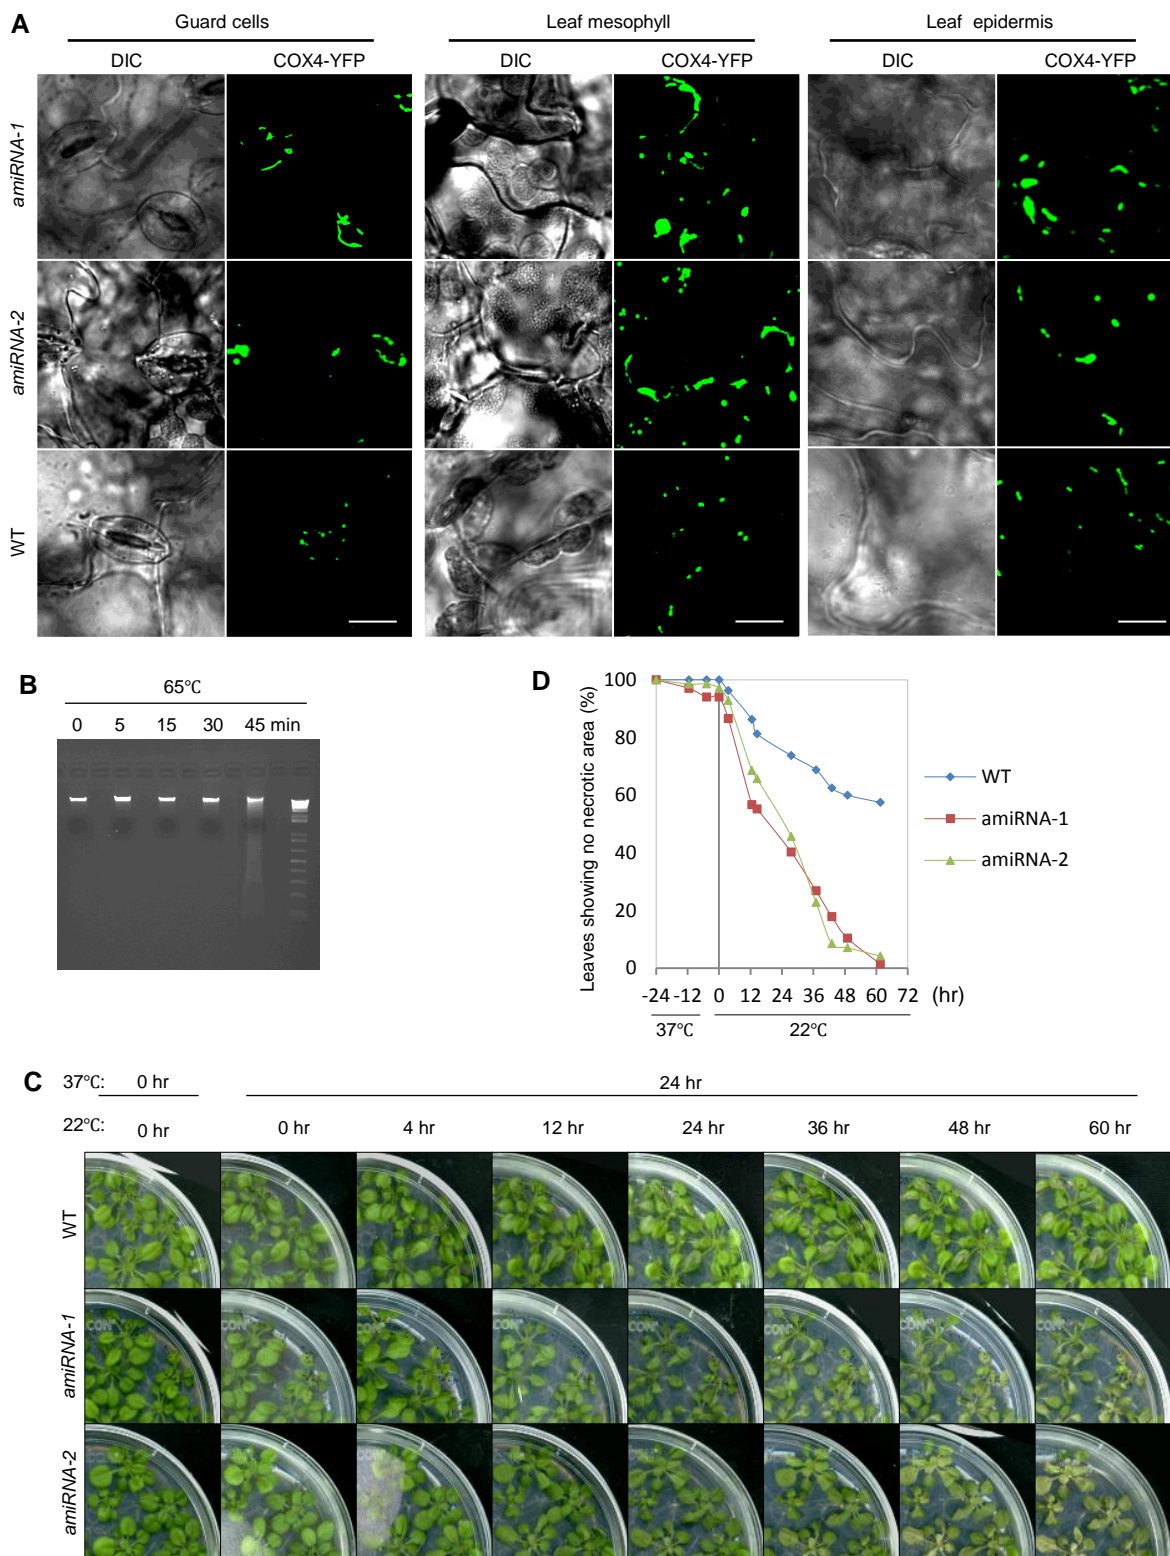 A
Guard cells
Leaf mesophyll
Leaf epidermis
DIC
COX4-YFP
DIC
COX4-YFP
DIC
COX4-YFP
amiRNA-1
amiRNA-2
WT
B
65℃
0 5 15 30 45 min
D
Leaves showing no necrotic area (%)
100
80
60
40
20
0
-24 -12 0 12 24 36 48 60 72 (hr)
37℃
22℃
WT
amiRNA-1
amiRNA-2
C
37℃: 0 hr 24 hr
22℃: 0 hr 0 hr 4 hr 12 hr 24 hr 36 hr 48 hr 60 hr
WT
amiRNA-1
amiRNA-2